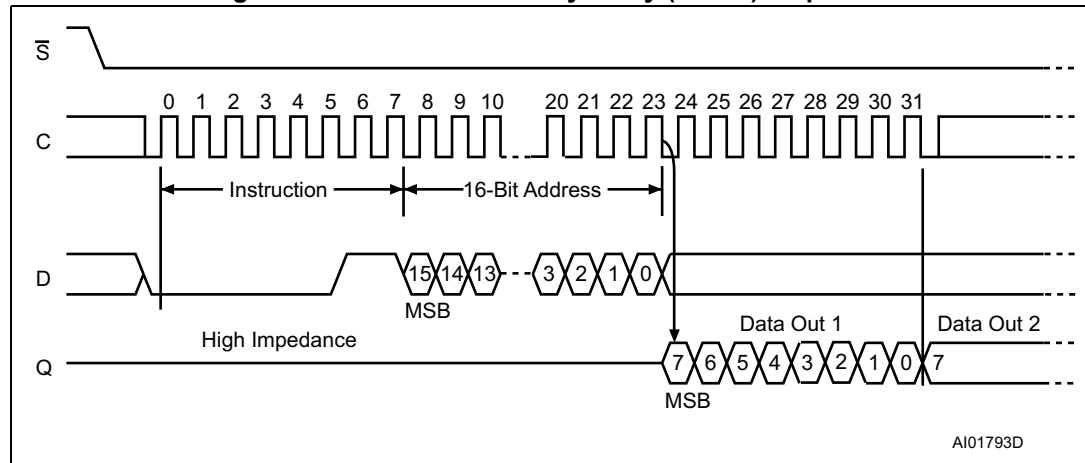 S̅
0 1 2 3 4 5 6 7 8 9 10 20 21 22 23 24 25 26 27 28 29 30 31
C
Instruction 16-Bit Address
D 15 14 13 3 2 1 0
MSB
High Impedance Data Out 1 Data Out 2
Q 7 6 5 4 3 2 1 0 7
MSB
AI01793D